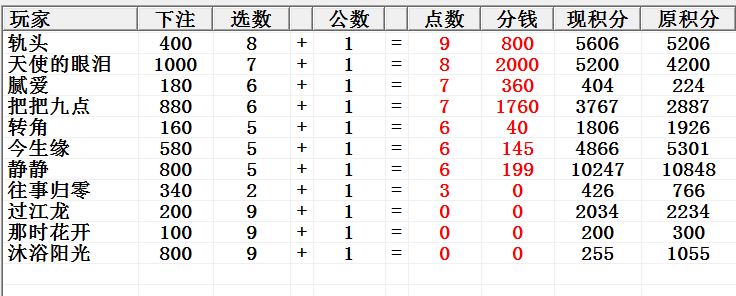 玩家 下注 选数 公数 点数 分钱 现积分 原积分
轨头 400 8 + 1 = 9 800 5606 5206
天使的眼泪 1000 7 + 1 = 8 2000 5200 4200
腻爱 180 6 + 1 = 7 360 404 224
把把九点 880 6 + 1 = 7 1760 3767 2887
转角 160 5 + 1 = 6 40 1806 1926
今生缘 580 5 + 1 = 6 145 4866 5301
静静 800 5 + 1 = 6 199 10247 10848
往事归零 340 2 + 1 = 3 0 426 766
过江龙 200 9 + 1 = 0 0 2034 2234
那时花开 100 9 + 1 = 0 0 200 300
沐浴阳光 800 9 + 1 = 0 0 255 1055